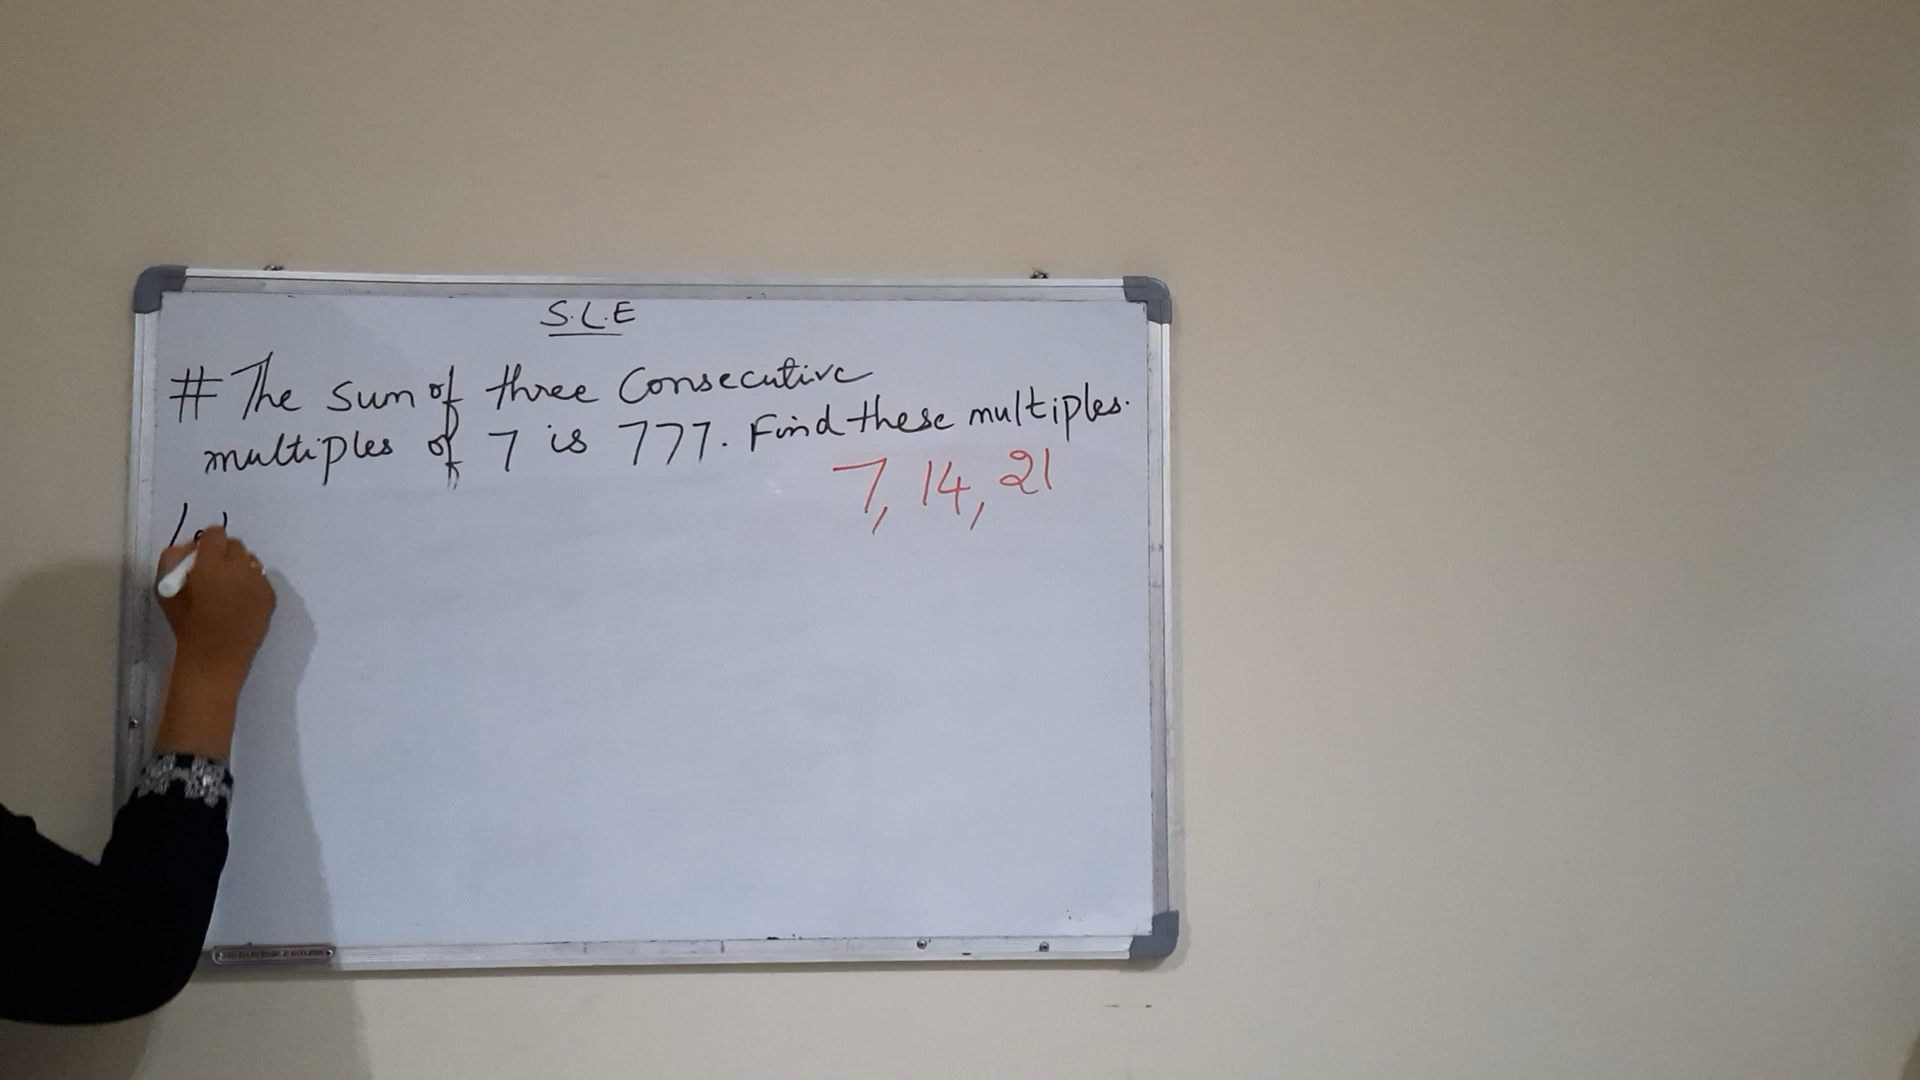 S.L.E
# The sum of three Consecutive
multiples of 7 is 777. Find these multiples.
7, 14, 21